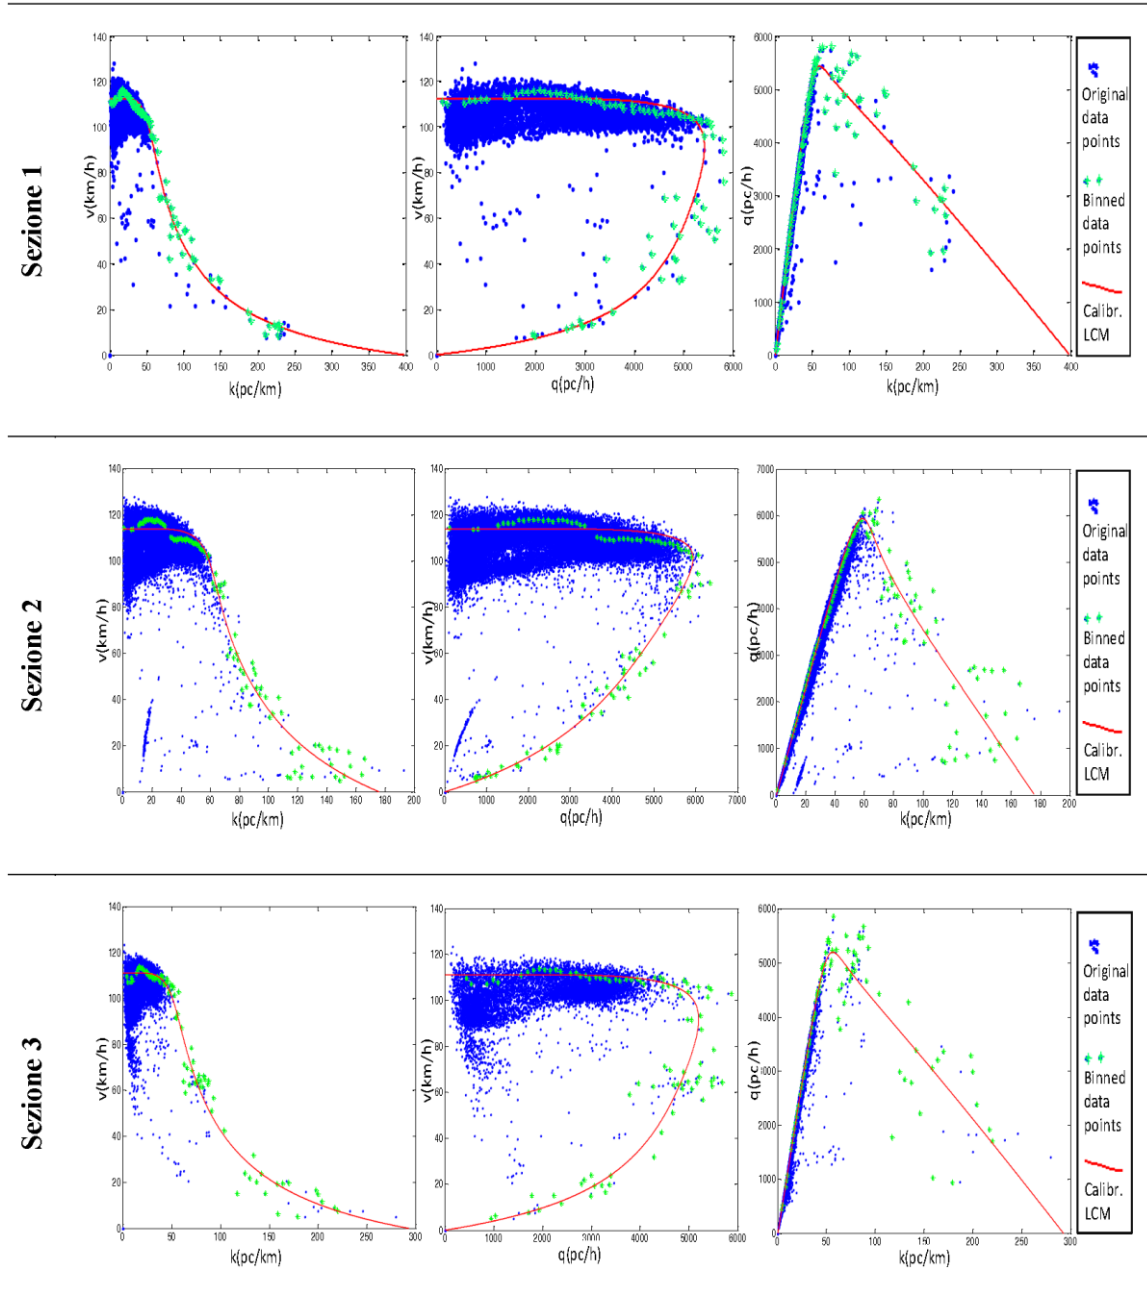 Sezione 1
140
120
100
80
60
40
20
0
v(km/h)
0 50 100 150 200 250 300 350 400
k(pc/km)
140
120
100
80
60
40
20
0
v(km/h)
0 1000 2000 3000 4000 5000 6000
q(pc/h)
6000
5000
4000
3000
2000
1000
0
q(pc/h)
0 50 100 150 200 250 300 350 400
k(pc/km)
Original
data
points
Binned
data
points
Calibr.
LCM
Sezione 2
140
120
100
80
60
40
20
0
v(km/h)
0 20 40 60 80 100 120 140 160 180 200
k(pc/km)
140
120
100
80
60
40
20
0
v(km/h)
0 1000 2000 3000 4000 5000 6000 7000
q(pc/h)
7000
6000
5000
4000
3000
2000
1000
0
q(pc/h)
0 20 40 60 80 100 120 140 160 180 200
k(pc/km)
Original
data
points
Binned
data
points
Calibr.
LCM
Sezione 3
140
120
100
80
60
40
20
0
v(km/h)
0 50 100 150 200 250 300
k(pc/km)
140
120
100
80
60
40
20
0
v(km/h)
0 1000 2000 3000 4000 5000 6000
q(pc/h)
6000
5000
4000
3000
2000
1000
0
q(pc/h)
0 50 100 150 200 250 300
k(pc/km)
Original
data
points
Binned
data
points
Calibr.
LCM